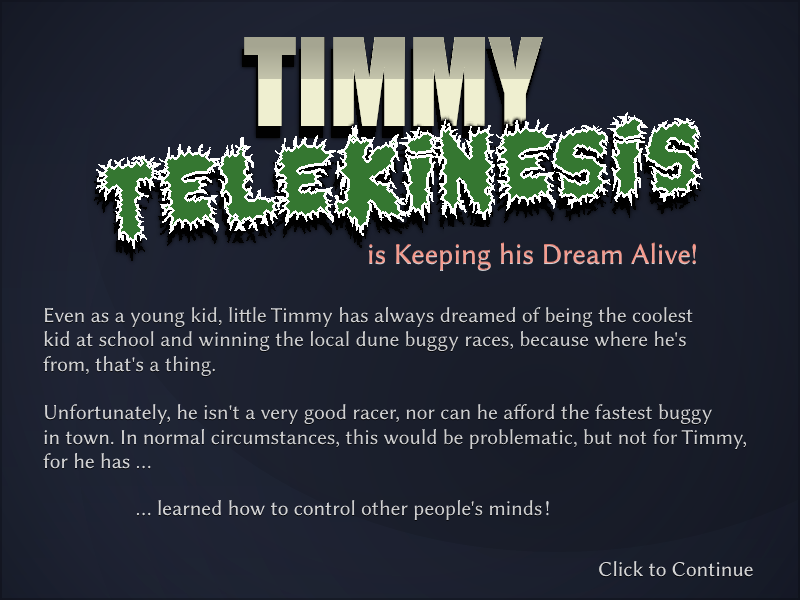 TIMMY
TELEKiNESiS
is Keeping his Dream Alive!
Even as a young kid, little Timmy has always dreamed of being the coolest
kid at school and winning the local dune buggy races, because where he's
from, that's a thing.
Unfortunately, he isn't a very good racer, nor can he afford the fastest buggy
in town. In normal circumstances, this would be problematic, but not for Timmy,
for he has ...
... learned how to control other people's minds!
Click to Continue